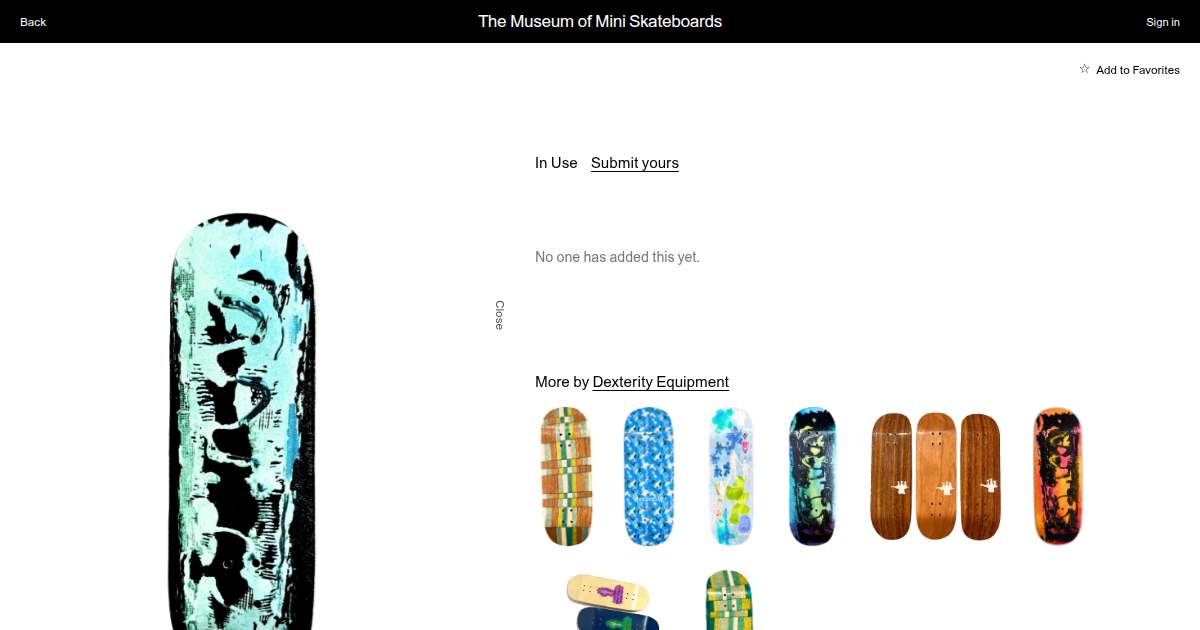 Back
The Museum of Mini Skateboards
Sign in
☆ Add to Favorites
In Use Submit yours
No one has added this yet.
Close
More by Dexterity Equipment